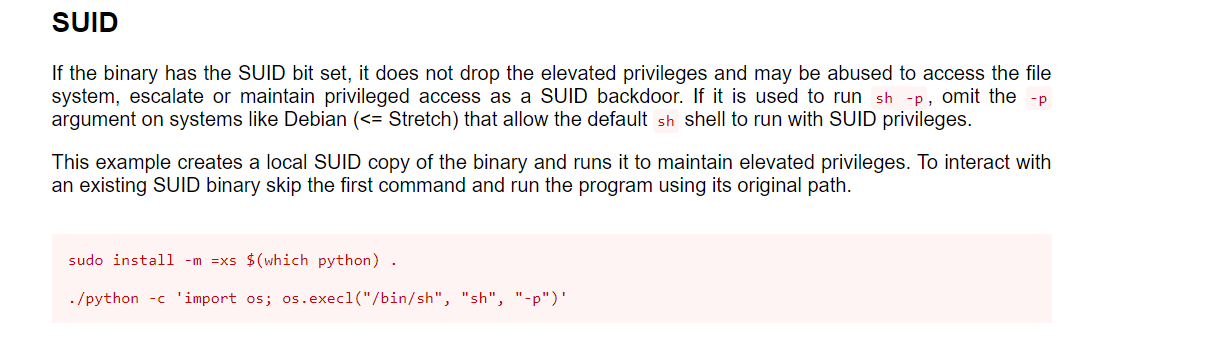 SUID
If the binary has the SUID bit set, it does not drop the elevated privileges and may be abused to access the file
system, escalate or maintain privileged access as a SUID backdoor. If it is used to run sh -p, omit the -p
argument on systems like Debian (<= Stretch) that allow the default sh shell to run with SUID privileges.
This example creates a local SUID copy of the binary and runs it to maintain elevated privileges. To interact with
an existing SUID binary skip the first command and run the program using its original path.
sudo install -m =xs $(which python) .
./python -c 'import os; os.execl("/bin/sh", "sh", "-p")'